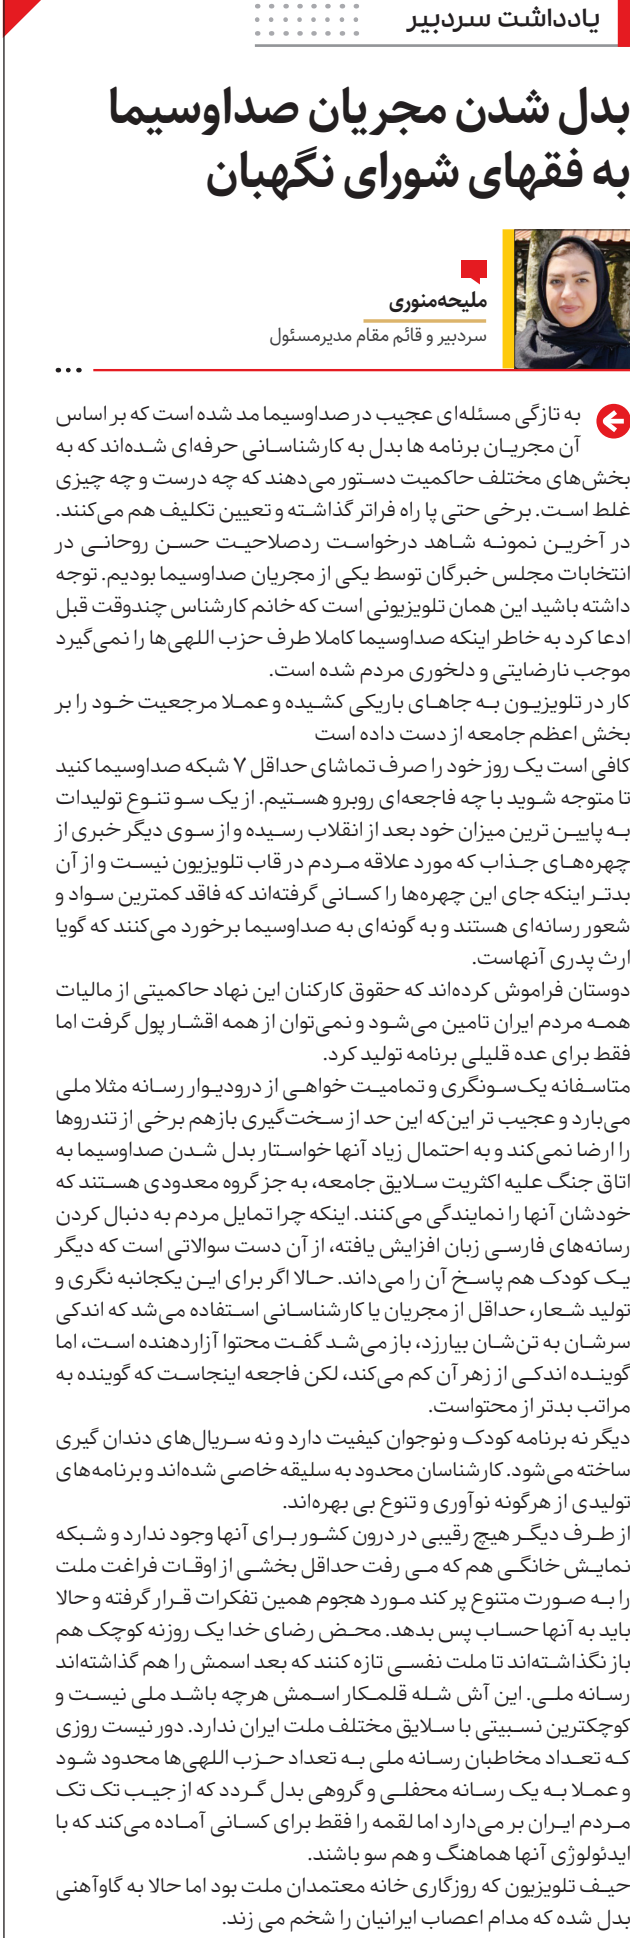 یادداشت سردبیر
بدل شدن مجریان صداوسیما
به فقهای شورای نگهبان
ملیحه‌منوری
سردبیر و قائم مقام مدیرمسئول
به تازگی مسئله‌ای عجیب در صداوسیما مد شده است که بر اساس
آن مجریان برنامه ها بدل به کارشناسانی حرفه‌ای شده‌اند که به
بخش‌های مختلف حاکمیت دستور می‌دهند که چه درست و چه چیزی
غلط است. برخی حتی پا راه فراتر گذاشته و تعیین تکلیف هم می‌کنند.
در آخرین نمونه شاهد درخواست ردصلاحیت حسن روحانی در
انتخابات مجلس خبرگان توسط یکی از مجریان صداوسیما بودیم. توجه
داشته باشید این همان تلویزیونی است که خانم کارشناس چندوقت قبل
ادعا کرد به خاطر اینکه صداوسیما کاملا طرف حزب اللهی‌ها را نمی‌گیرد
موجب نارضایتی و دلخوری مردم شده است.
کار در تلویزیون به جاهای باریکی کشیده و عملا مرجعیت خود را بر
بخش اعظم جامعه از دست داده است
کافی است یک روز خود را صرف تماشای حداقل ۷ شبکه صداوسیما کنید
تا متوجه شوید با چه فاجعه‌ای روبرو هستیم. از یک سو تنوع تولیدات
به پایین ترین میزان خود بعد از انقلاب رسیده و از سوی دیگر خبری از
چهره‌های جذاب که مورد علاقه مردم در قاب تلویزیون نیست و از آن
بدتر اینکه جای این چهره‌ها را کسانی گرفته‌اند که فاقد کمترین سواد و
شعور رسانه‌ای هستند و به گونه‌ای به صداوسیما برخورد می‌کنند که گویا
ارث پدری آنهاست.
دوستان فراموش کرده‌اند که حقوق کارکنان این نهاد حاکمیتی از مالیات
همه مردم ایران تامین می‌شود و نمی‌توان از همه اقشار پول گرفت اما
فقط برای عده قلیلی برنامه تولید کرد.
متاسفانه یک‌سونگری و تمامیت خواهی از درودیوار رسانه مثلا ملی
می‌بارد و عجیب تر این‌که این حد از سخت‌گیری بازهم برخی از تندروها
را ارضا نمی‌کند و به احتمال زیاد آنها خواستار بدل شدن صداوسیما به
اتاق جنگ علیه اکثریت سلایق جامعه، به جز گروه معدودی هستند که
خودشان آنها را نمایندگی می‌کنند. اینکه چرا تمایل مردم به دنبال کردن
رسانه‌های فارسی زبان افزایش یافته، از آن دست سوالاتی است که دیگر
یک کودک هم پاسخ آن را می‌داند. حالا اگر برای این یکجانبه نگری و
تولید شعار، حداقل از مجریان یا کارشناسانی استفاده می‌شد که اندکی
سرشان به تن‌شان بیارزد، باز می‌شد گفت محتوا آزاردهنده است، اما
گوینده اندکی از زهر آن کم می‌کند، لکن فاجعه اینجاست که گوینده به
مراتب بدتر از محتواست.
دیگر نه برنامه کودک و نوجوان کیفیت دارد و نه سریال‌های دندان گیری
ساخته می‌شود. کارشناسان محدود به سلیقه خاصی شده‌اند و برنامه‌های
تولیدی از هرگونه نوآوری و تنوع بی بهره‌اند.
از طرف دیگر هیچ رقیبی در درون کشور برای آنها وجود ندارد و شبکه
نمایش خانگی هم که می رفت حداقل بخشی از اوقات فراغت ملت
را به صورت متنوع پر کند مورد هجوم همین تفکرات قرار گرفته و حالا
باید به آنها حساب پس بدهد. محض رضای خدا یک روزنه کوچک هم
باز نگذاشته‌اند تا ملت نفسی تازه کنند که بعد اسمش را هم گذاشته‌اند
رسانه ملی. این آش شله قلمکار اسمش هرچه باشد ملی نیست و
کوچکترین نسبیتی با سلایق مختلف ملت ایران ندارد. دور نیست روزی
که تعداد مخاطبان رسانه ملی به تعداد حزب اللهی‌ها محدود شود
و عملا به یک رسانه محفلی و گروهی بدل گردد که از جیب تک تک
مردم ایران بر می‌دارد اما لقمه را فقط برای کسانی آماده می‌کند که با
ایدئولوژی آنها هماهنگ و هم سو باشند.
حیف تلویزیون که روزگاری خانه معتمدان ملت بود اما حالا به گاوآهنی
بدل شده که مدام اعصاب ایرانیان را شخم می زند.